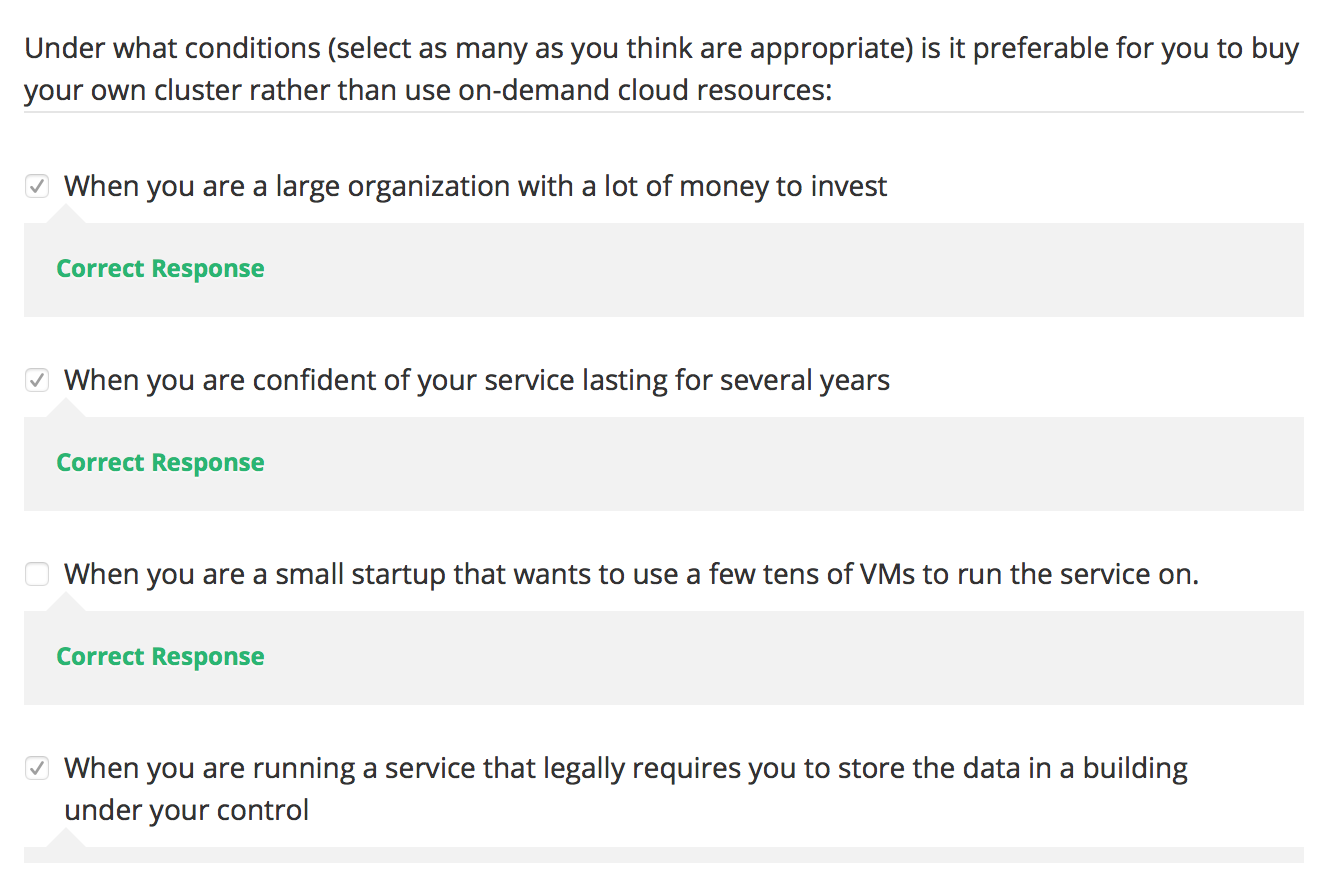 Under what conditions (select as many as you think are appropriate) is it preferable for you to buy
your own cluster rather than use on-demand cloud resources:
When you are a large organization with a lot of money to invest
Correct Response
When you are confident of your service lasting for several years
Correct Response
When you are a small startup that wants to use a few tens of VMs to run the service on.
Correct Response
When you are running a service that legally requires you to store the data in a building
under your control